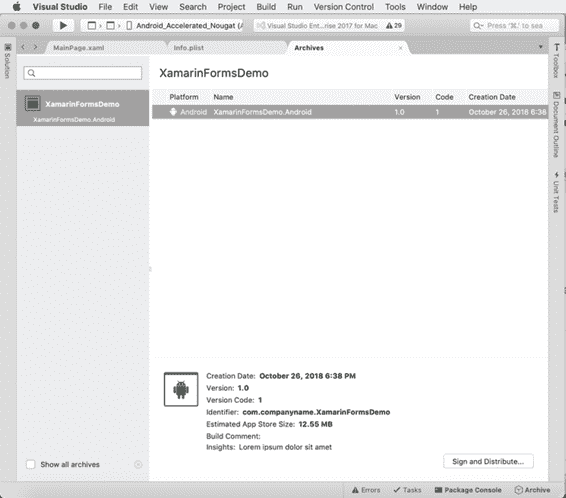 Visual Studio File Edit View Search Project Build Run Version Control Tools Window Help
Android_Accelerated_Nougat (A Visual Studio Ent...rise 2017 for Mac 29 Press '⌘.' to sea
MainPage.xaml Info.plist Archives
Solution
Toolbox
Document Outline
Unit Tests
XamarinFormsDemo
XamarinFormsDemo.Android
XamarinFormsDemo
Platform Name Version Code Creation Date
Android XamarinFormsDemo.Android 1.0 1 October 26, 2018 6:38
Creation Date: October 26, 2018 6:38 PM
Version: 1.0
Version Code: 1
Identifier: com.companyname.XamarinFormsDemo
Estimated App Store Size: 12.55 MB
Build Comment:
Insights: Lorem ipsum dolor sit amet
Show all archives
Sign and Distribute...
Errors Tasks Package Console Archive